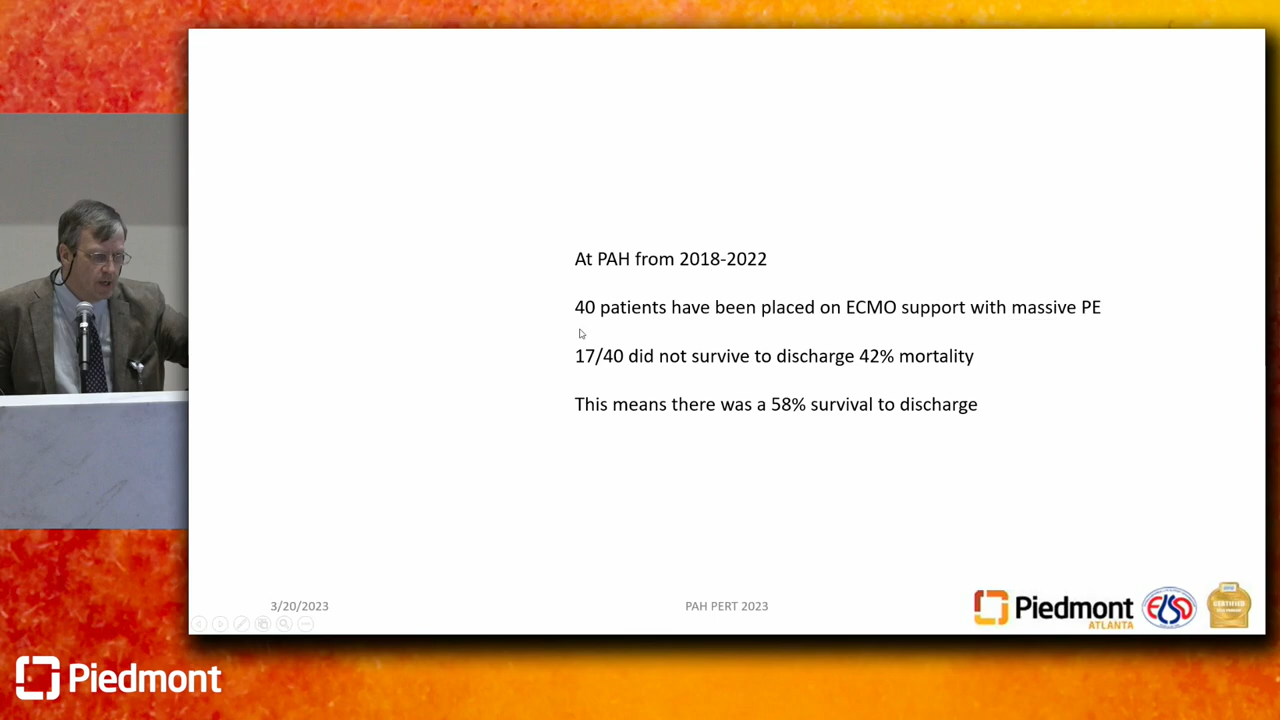 At PAH from 2018-2022
40 patients have been placed on ECMO support with massive PE
17/40 did not survive to discharge 42% mortality
This means there was a 58% survival to discharge
3/20/2023
PAH PERT 2023
Piedmont
ATLANTA
ELSO
CERTIFIED
Piedmont